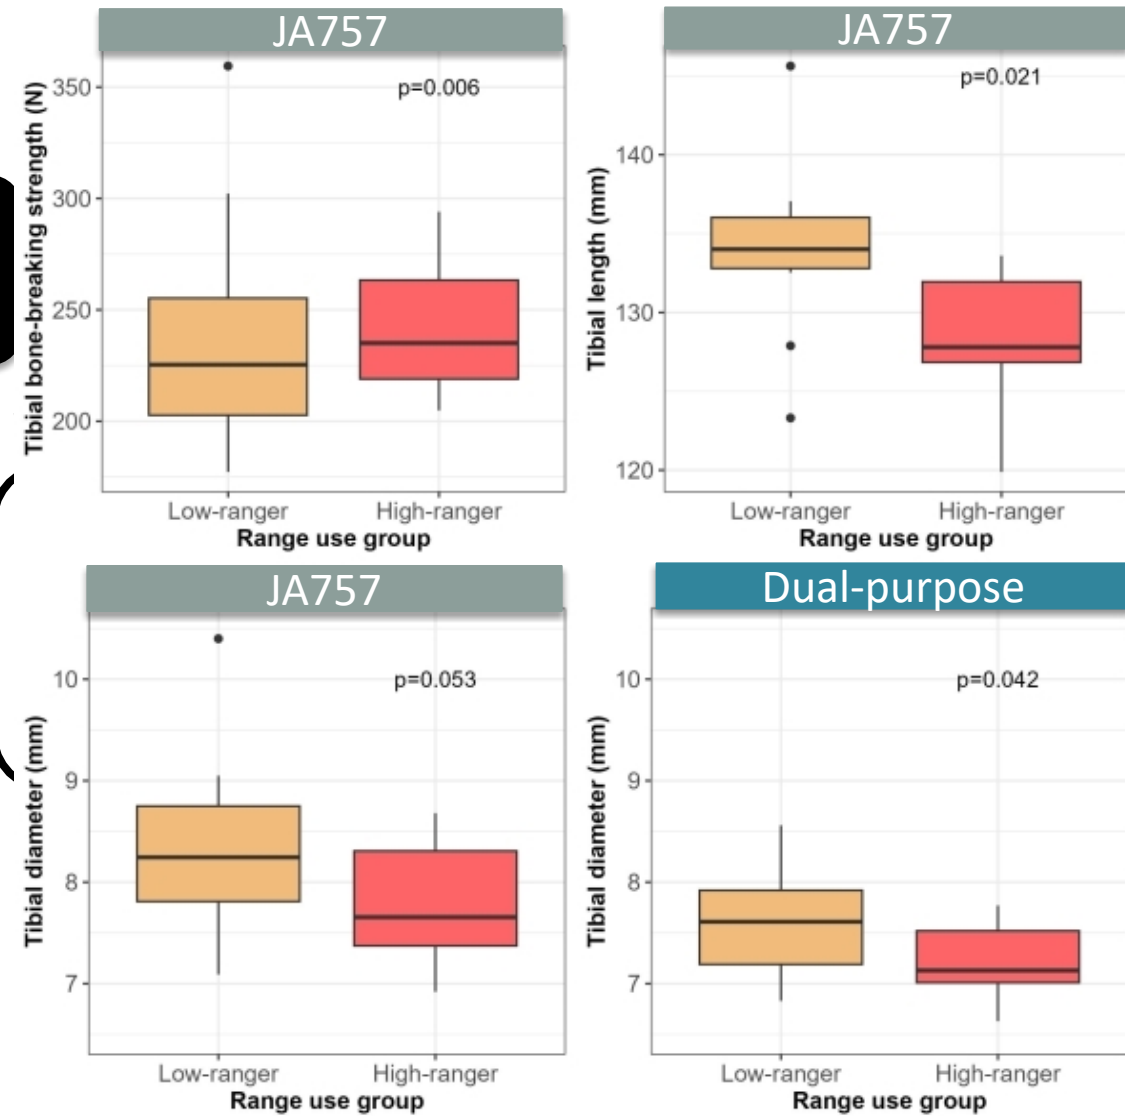 JA757
Tibial bone-breaking strength (N)
350
300
250
200
p=0.006
Low-ranger High-ranger
Range use group
JA757
Tibial length (mm)
140
130
120
p=0.021
Low-ranger High-ranger
Range use group
JA757
Tibial diameter (mm)
10
9
8
7
p=0.053
Low-ranger High-ranger
Range use group
Dual-purpose
Tibial diameter (mm)
10
9
8
7
p=0.042
Low-ranger High-ranger
Range use group